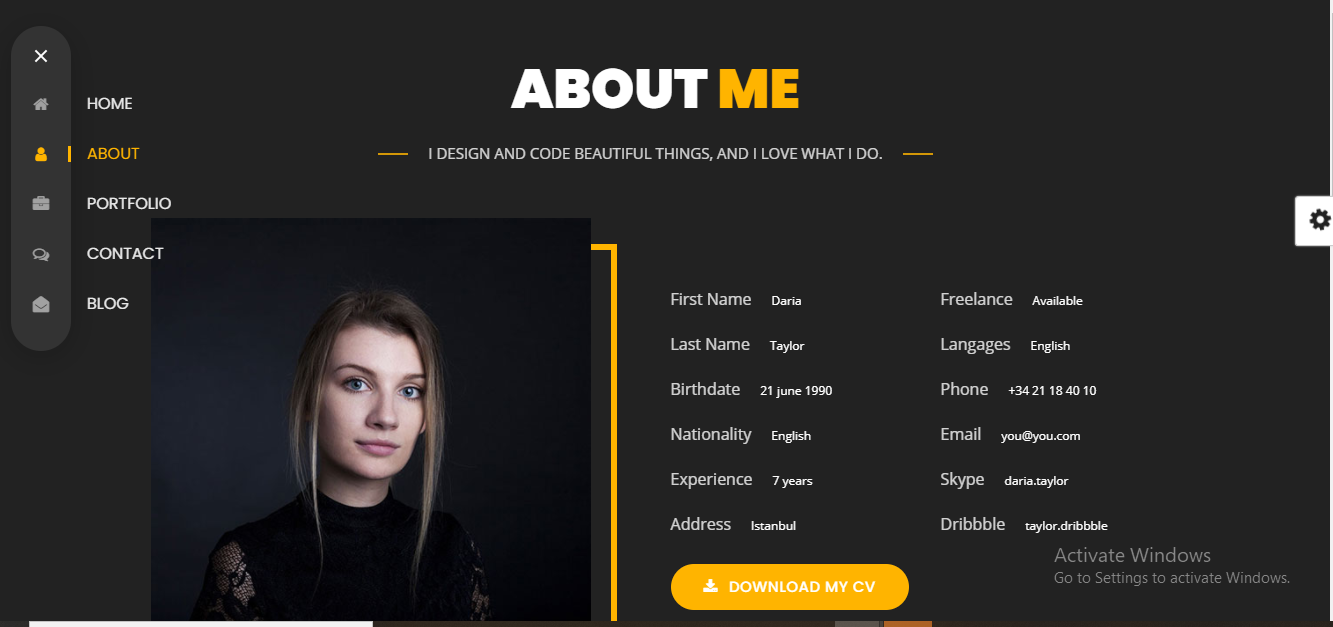 ABOUT ME
I DESIGN AND CODE BEAUTIFUL THINGS, AND I LOVE WHAT I DO.
HOME
ABOUT
PORTFOLIO
CONTACT
BLOG
First Name Daria
Last Name Taylor
Birthdate 21 june 1990
Nationality English
Experience 7 years
Address Istanbul
Freelance Available
Langages English
Phone +34 21 18 40 10
Email you@you.com
Skype daria.taylor
Dribbble taylor.dribbble
DOWNLOAD MY CV
Activate Windows
Go to Settings to activate Windows.